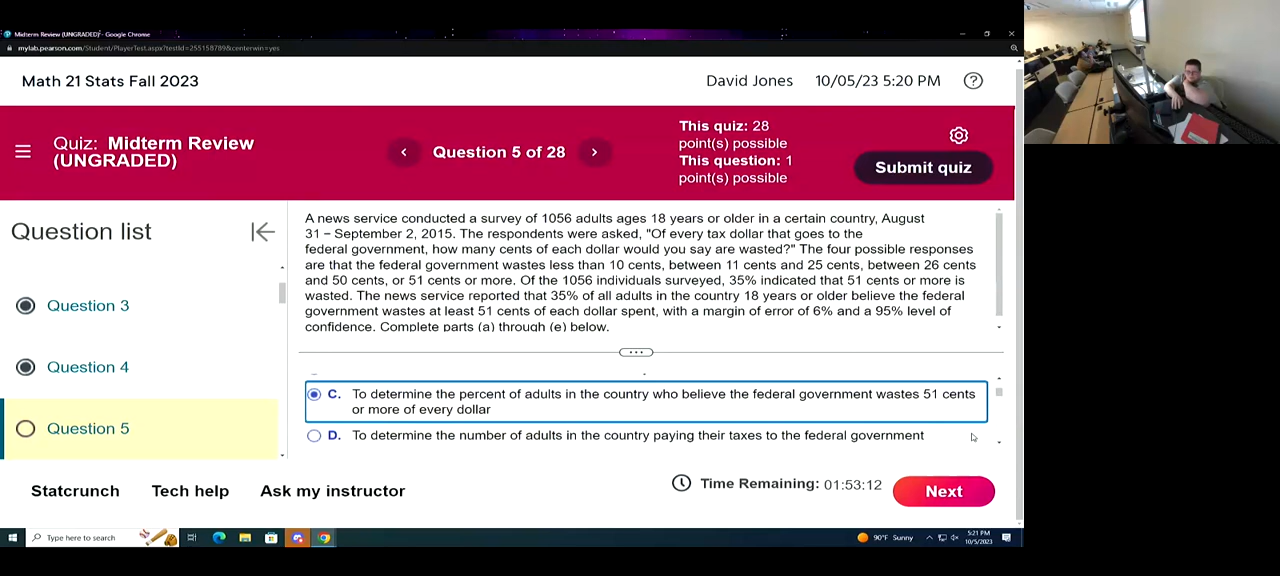 Midterm Review (UNGRADED) - Google Chrome
mylab.pearson.com/Student/PlayerTest.aspx?testId=255158789&centerwin=yes
Math 21 Stats Fall 2023
David Jones
10/05/23 5:20 PM
?
Quiz: Midterm Review
(UNGRADED)
Question 5 of 28
This quiz: 28
point(s) possible
This question: 1
point(s) possible
Submit quiz
Question list
Question 3
Question 4
Question 5
A news service conducted a survey of 1056 adults ages 18 years or older in a certain country, August
31 – September 2, 2015. The respondents were asked, "Of every tax dollar that goes to the
federal government, how many cents of each dollar would you say are wasted?" The four possible responses
are that the federal government wastes less than 10 cents, between 11 cents and 25 cents, between 26 cents
and 50 cents, or 51 cents or more. Of the 1056 individuals surveyed, 35% indicated that 51 cents or more is
wasted. The news service reported that 35% of all adults in the country 18 years or older believe the federal
government wastes at least 51 cents of each dollar spent, with a margin of error of 6% and a 95% level of
confidence. Complete parts (a) through (e) below.
C. To determine the percent of adults in the country who believe the federal government wastes 51 cents
or more of every dollar
D. To determine the number of adults in the country paying their taxes to the federal government
Statcrunch
Tech help
Ask my instructor
Time Remaining: 01:53:12
Next
Type here to search
90°F Sunny
5:21 PM
10/5/2023